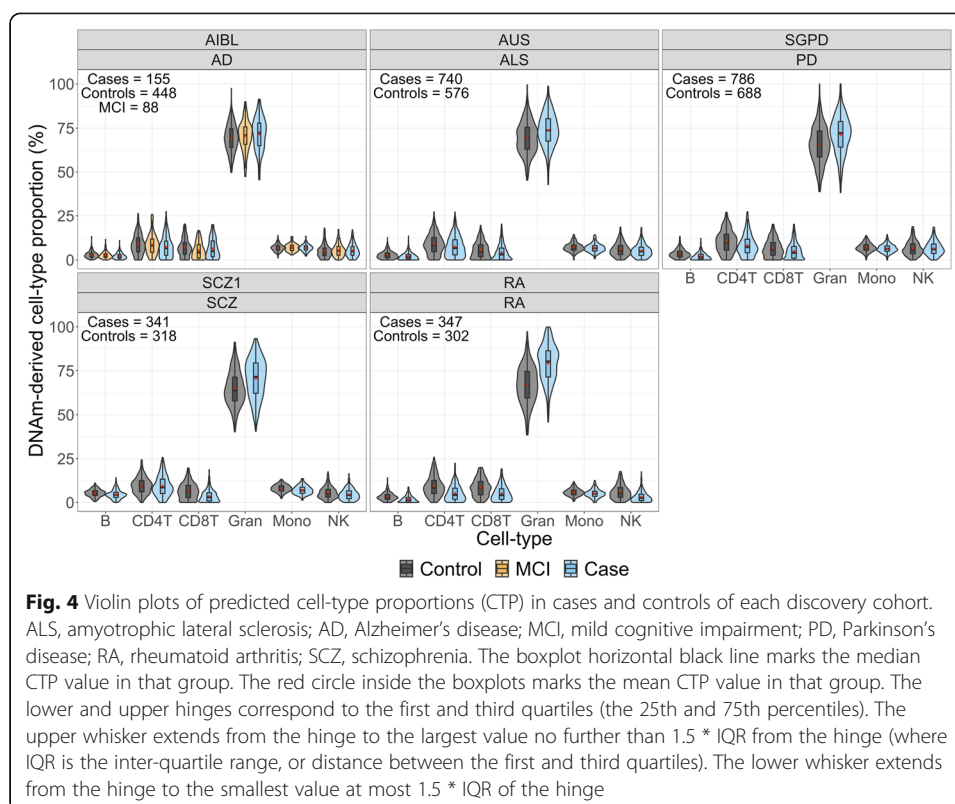 AIBL
AUS
SGPD
AD
ALS
PD
Cases = 155
Controls = 448
MCI = 88
Cases = 740
Controls = 576
Cases = 786
Controls = 688
100
75
50
25
0
DNAm-derived cell-type proportion (%)
B CD4T CD8T Gran Mono NK
SCZ1
RA
SCZ
RA
Cases = 341
Controls = 318
Cases = 347
Controls = 302
100
75
50
25
0
B CD4T CD8T Gran Mono NK
B CD4T CD8T Gran Mono NK
Cell-type
Control MCI Case
Fig. 4 Violin plots of predicted cell-type proportions (CTP) in cases and controls of each discovery cohort.
ALS, amyotrophic lateral sclerosis; AD, Alzheimer's disease; MCI, mild cognitive impairment; PD, Parkinson's
disease; RA, rheumatoid arthritis; SCZ, schizophrenia. The boxplot horizontal black line marks the median
CTP value in that group. The red circle inside the boxplots marks the mean CTP value in that group. The
lower and upper hinges correspond to the first and third quartiles (the 25th and 75th percentiles). The
upper whisker extends from the hinge to the largest value no further than 1.5 * IQR from the hinge (where
IQR is the inter-quartile range, or distance between the first and third quartiles). The lower whisker extends
from the hinge to the smallest value at most 1.5 * IQR of the hinge